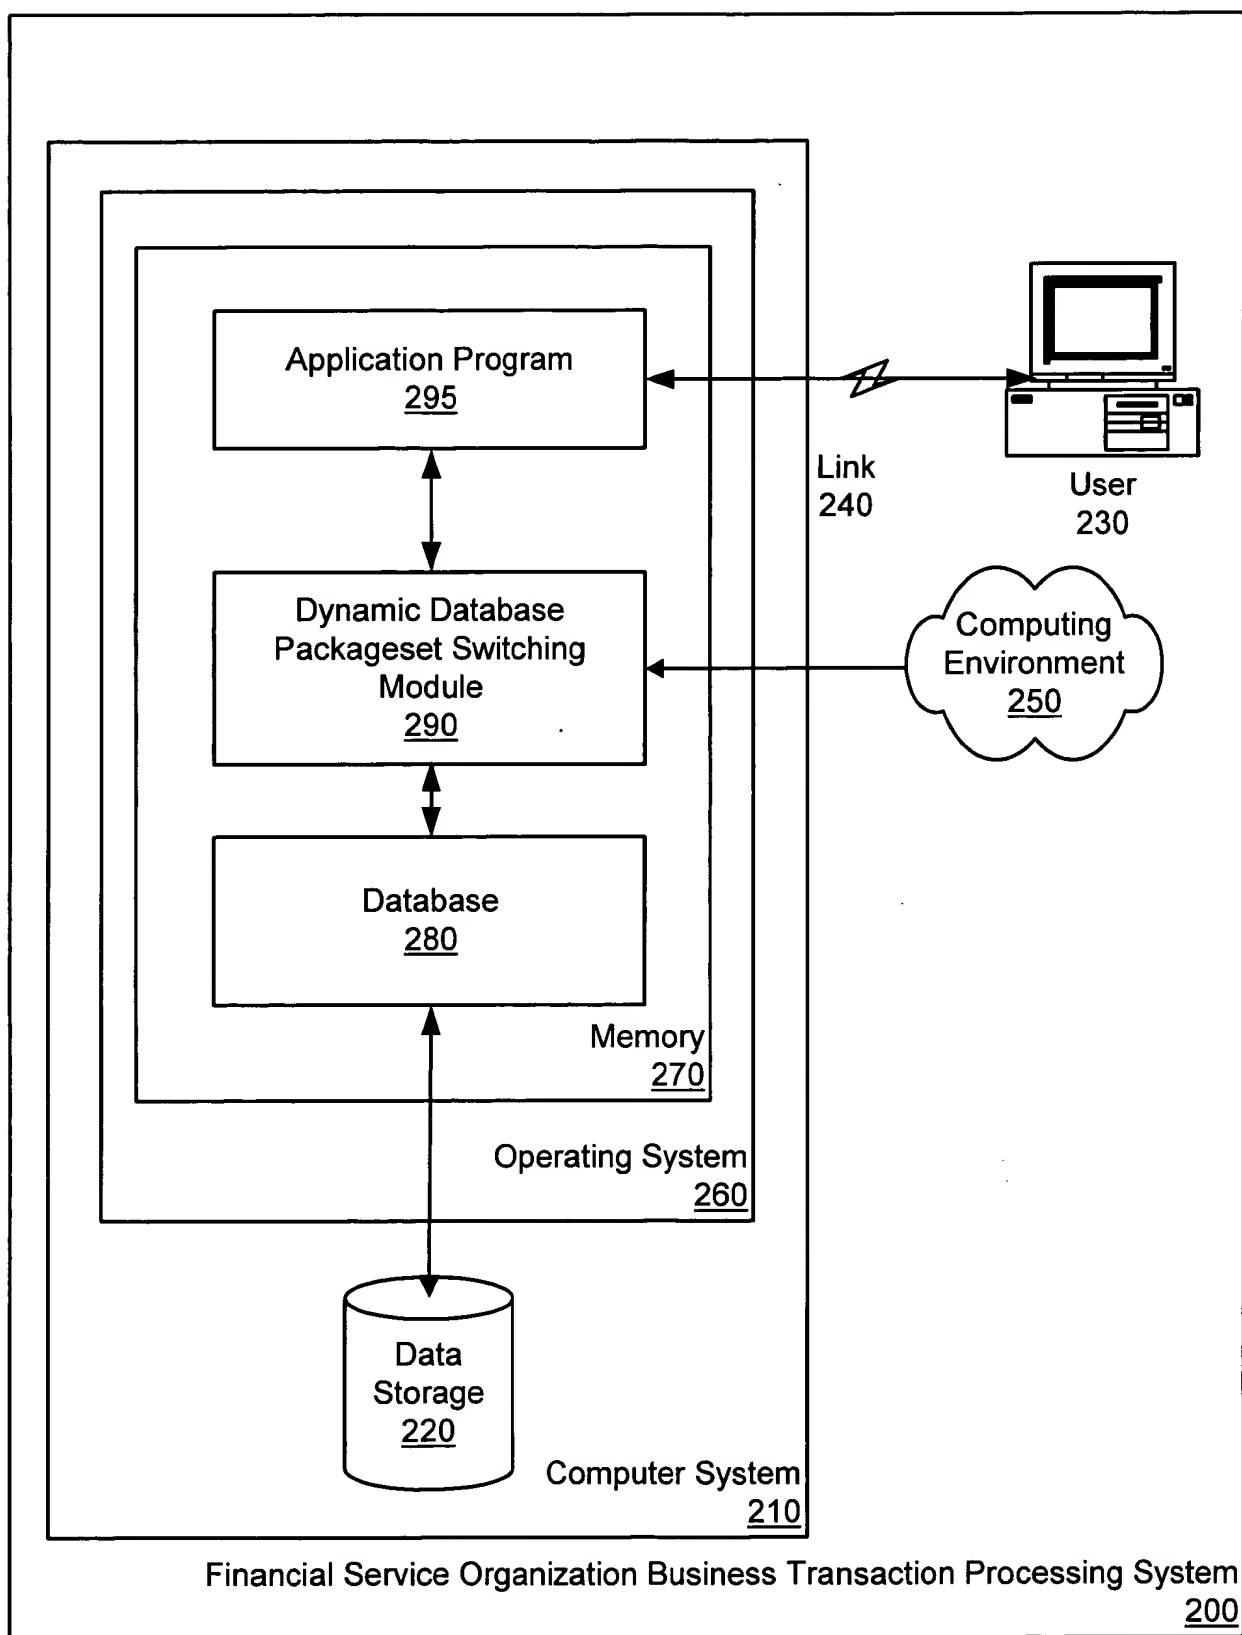 Application Program
295
Link
240
User
230
Dynamic Database
Packageset Switching
Module
290
Computing
Environment
250
Database
280
Memory
270
Operating System
260
Data
Storage
220
Computer System
210
Financial Service Organization Business Transaction Processing System
200